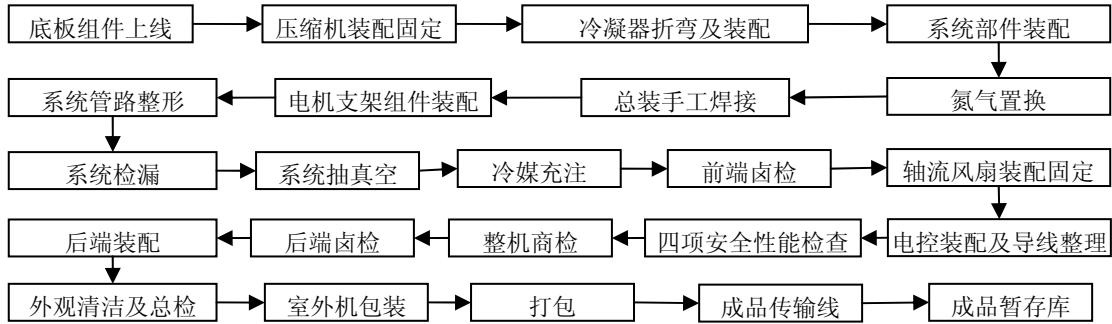 底板组件上线
压缩机装配固定
冷凝器折弯及装配
系统部件装配
氮气置换
总装手工焊接
电机支架组件装配
系统管路整形
系统检漏
系统抽真空
冷媒充注
前端卤检
轴流风扇装配固定
电控装配及导线整理
四项安全性能检查
整机商检
后端卤检
后端装配
外观清洁及总检
室外机包装
打包
成品传输线
成品暂存库